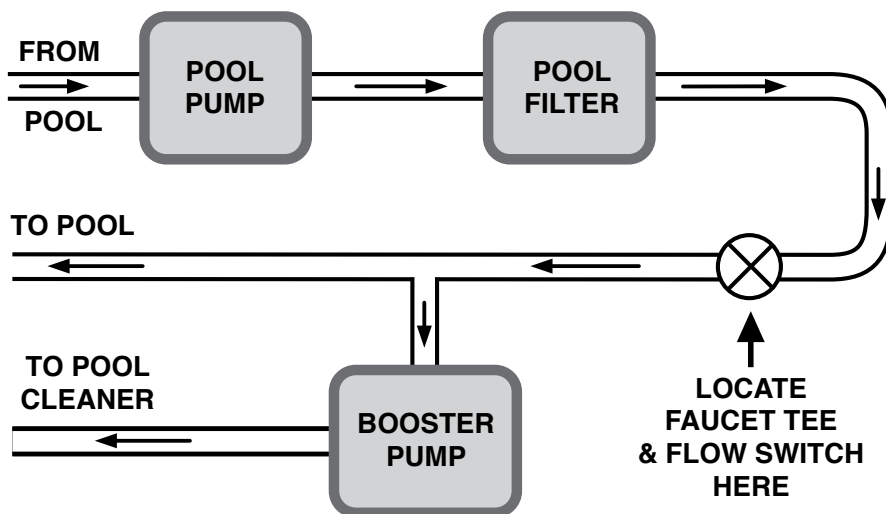 FROM
POOL
POOL
PUMP
POOL
FILTER
TO POOL
TO POOL
CLEANER
BOOSTER
PUMP
LOCATE
FAUCET TEE
& FLOW SWITCH
HERE